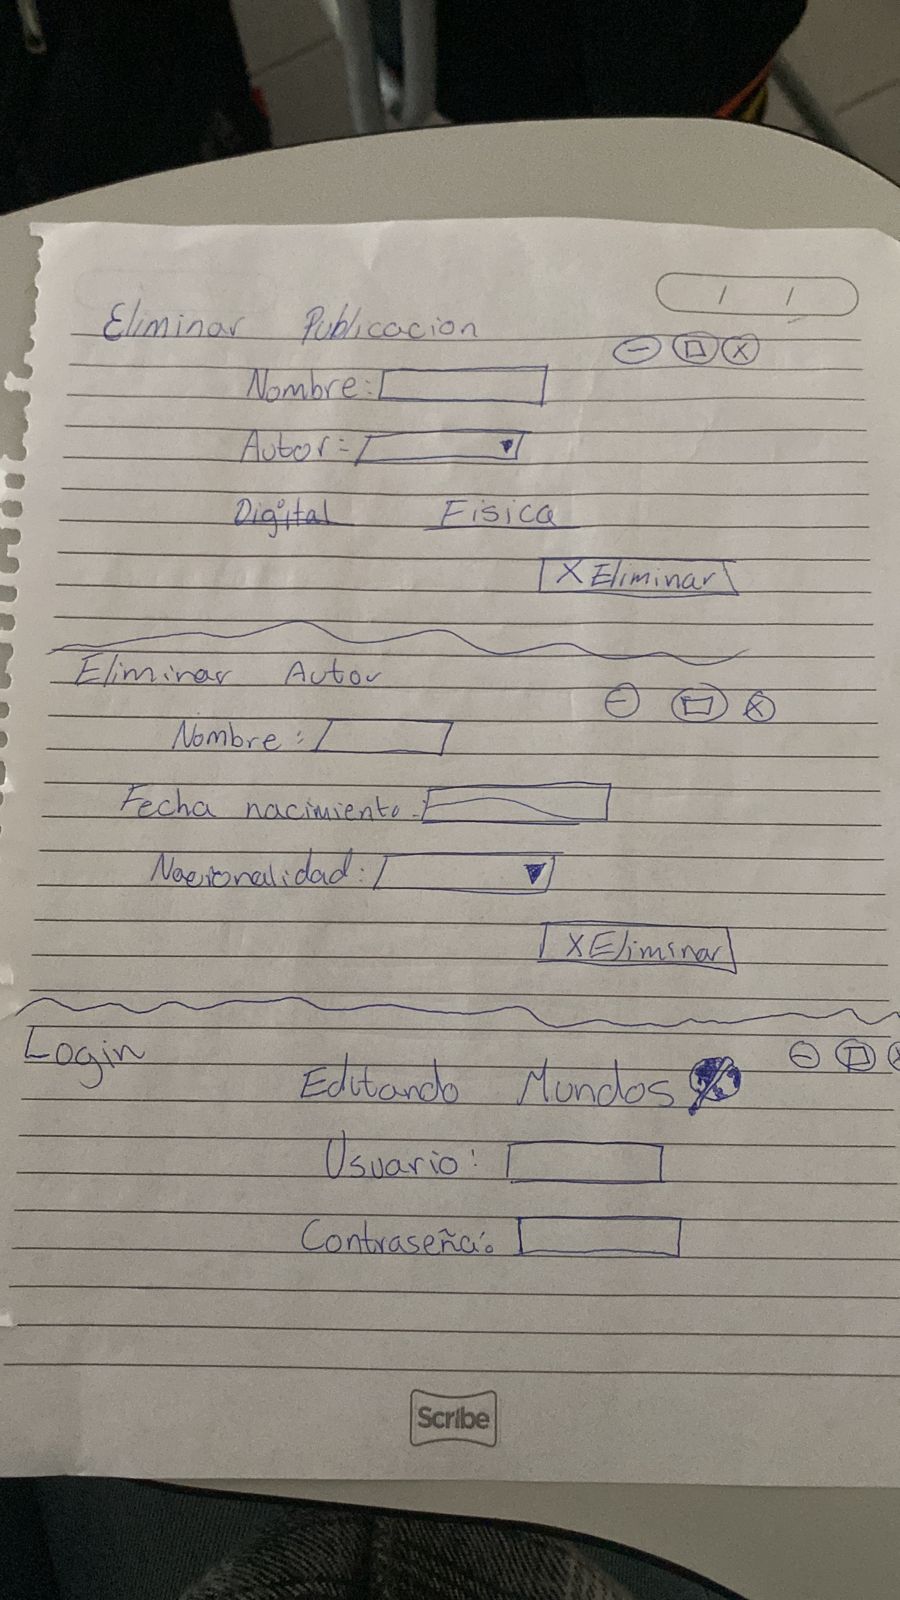 Eliminar Publicacion
Nombre:
Autor:
Digital Fisica
X Eliminar
Eliminar Autor
Nombre:
Fecha nacimiento:
Nacionalidad:
X Eliminar
Login
Editando Mundos
Usuario:
Contraseña:
Scribe